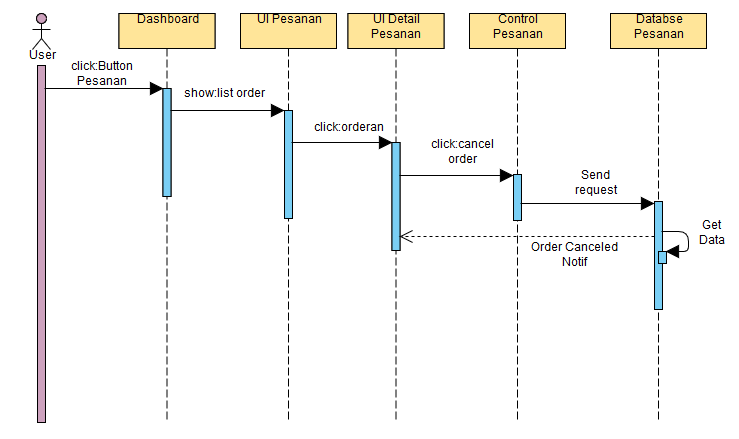 Dashboard
UI Pesanan
UI Detail
Pesanan
Control
Pesanan
Databse
Pesanan
User
click:Button
Pesanan
show:list order
click:orderan
click:cancel
order
Send
request
Get
Data
Order Canceled
Notif